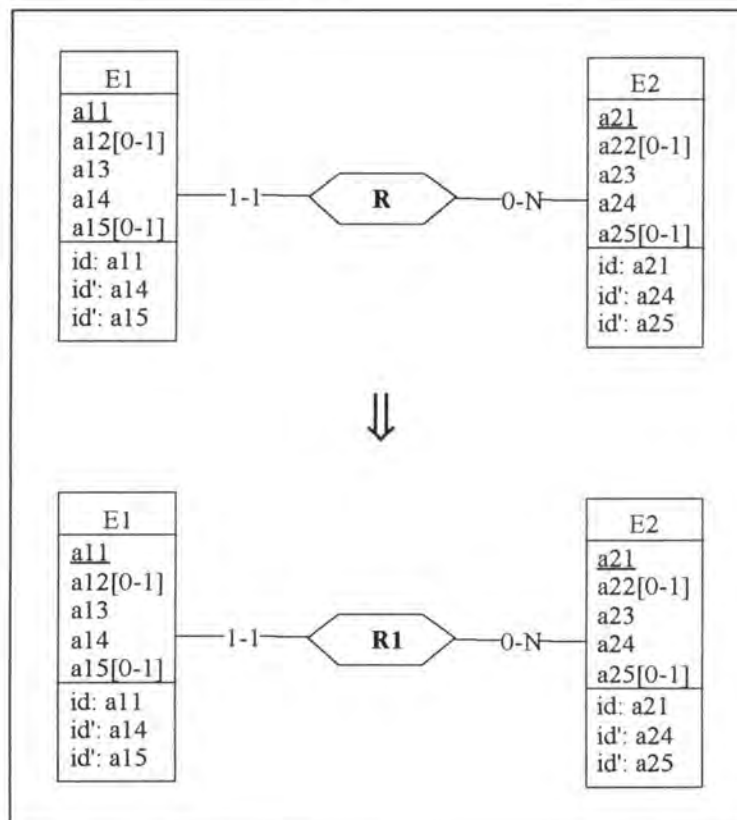 E1
a11
a12[0-1]
a13
a14
a15[0-1]
id: a11
id': a14
id': a15
1-1
R
0-N
E2
a21
a22[0-1]
a23
a24
a25[0-1]
id: a21
id': a24
id': a25
⇓
E1
a11
a12[0-1]
a13
a14
a15[0-1]
id: a11
id': a14
id': a15
1-1
R1
0-N
E2
a21
a22[0-1]
a23
a24
a25[0-1]
id: a21
id': a24
id': a25